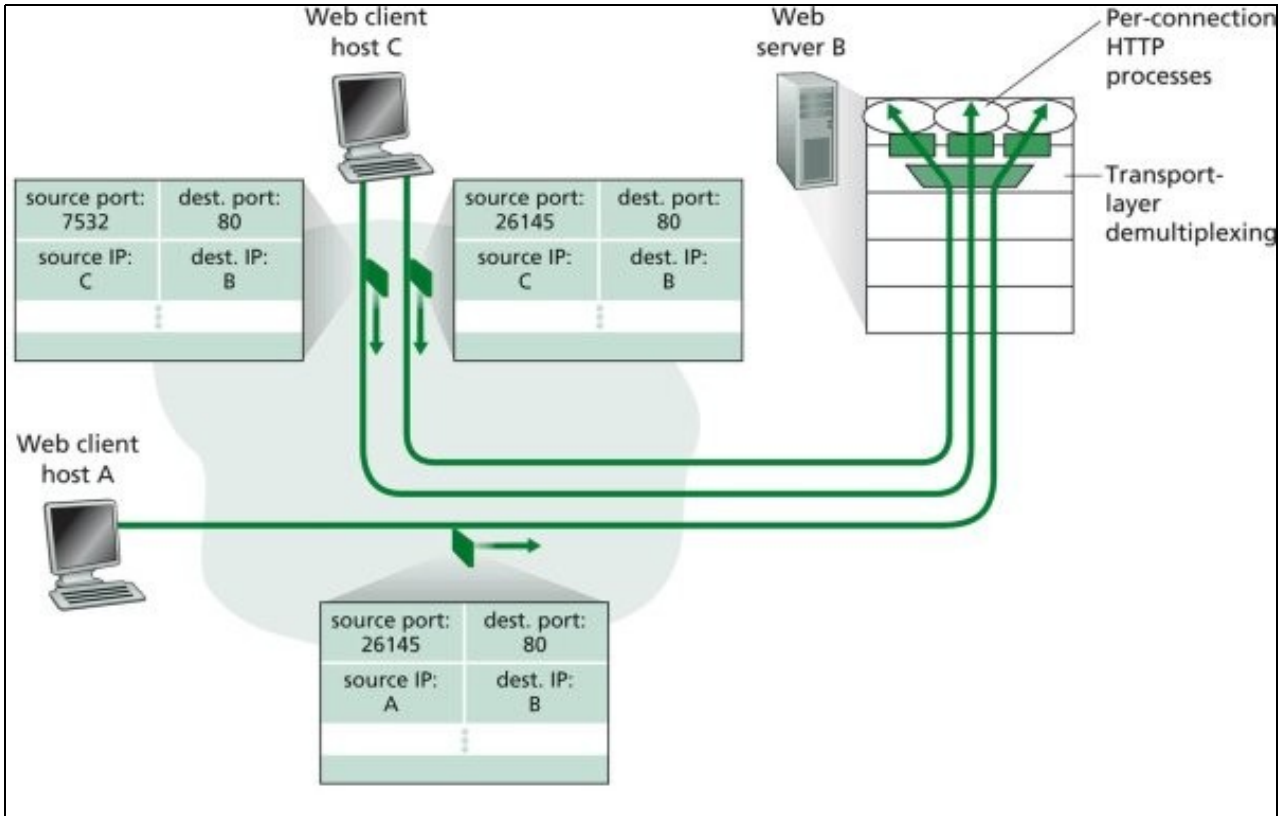 Web client
host C
Web
server B
Per-connection
HTTP
processes
Transport-
layer
demultiplexing
source port:
7532
dest. port:
80
source IP:
C
dest. IP:
B
source port:
26145
dest. port:
80
source IP:
C
dest. IP:
B
Web client
host A
source port:
26145
dest. port:
80
source IP:
A
dest. IP:
B